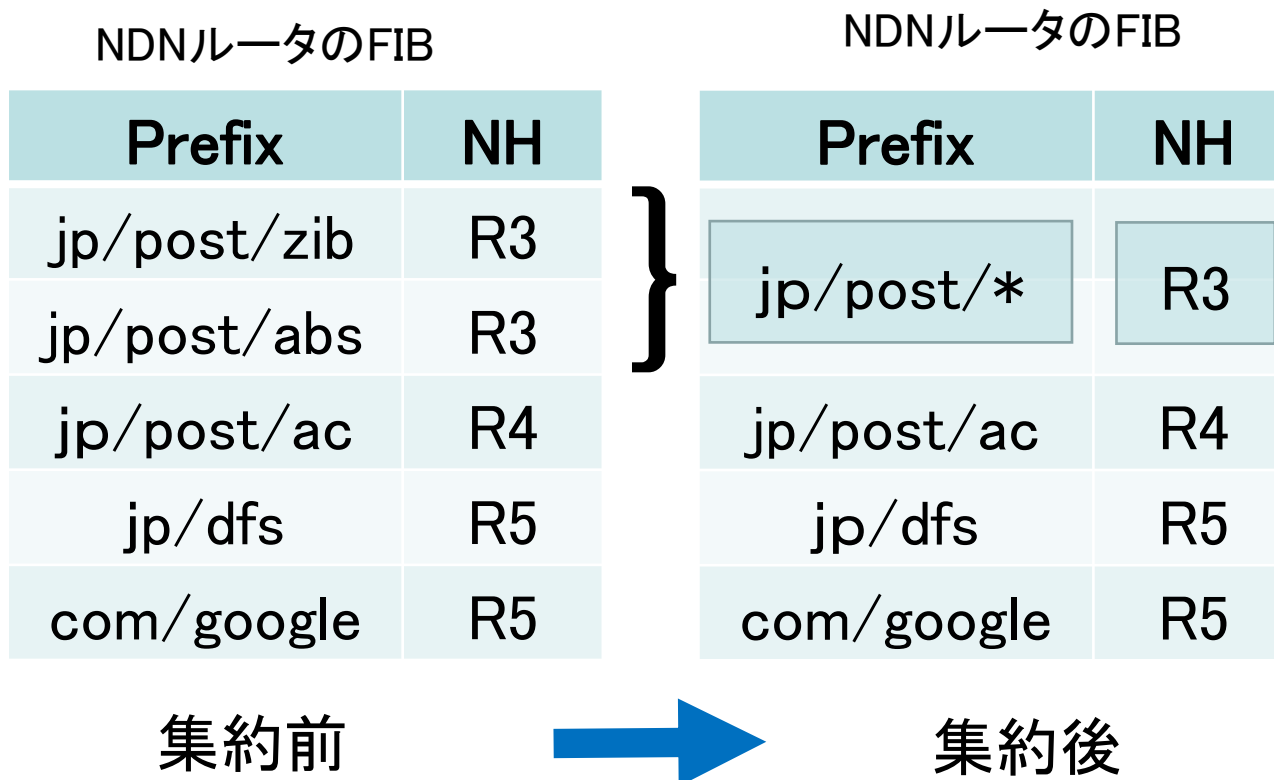 NDNルータのFIB
Prefix NH
jp/post/zib R3
jp/post/abs R3
jp/post/ac R4
jp/dfs R5
com/google R5
集約前
}
NDNルータのFIB
Prefix NH
jp/post/* R3
jp/post/ac R4
jp/dfs R5
com/google R5
集約後